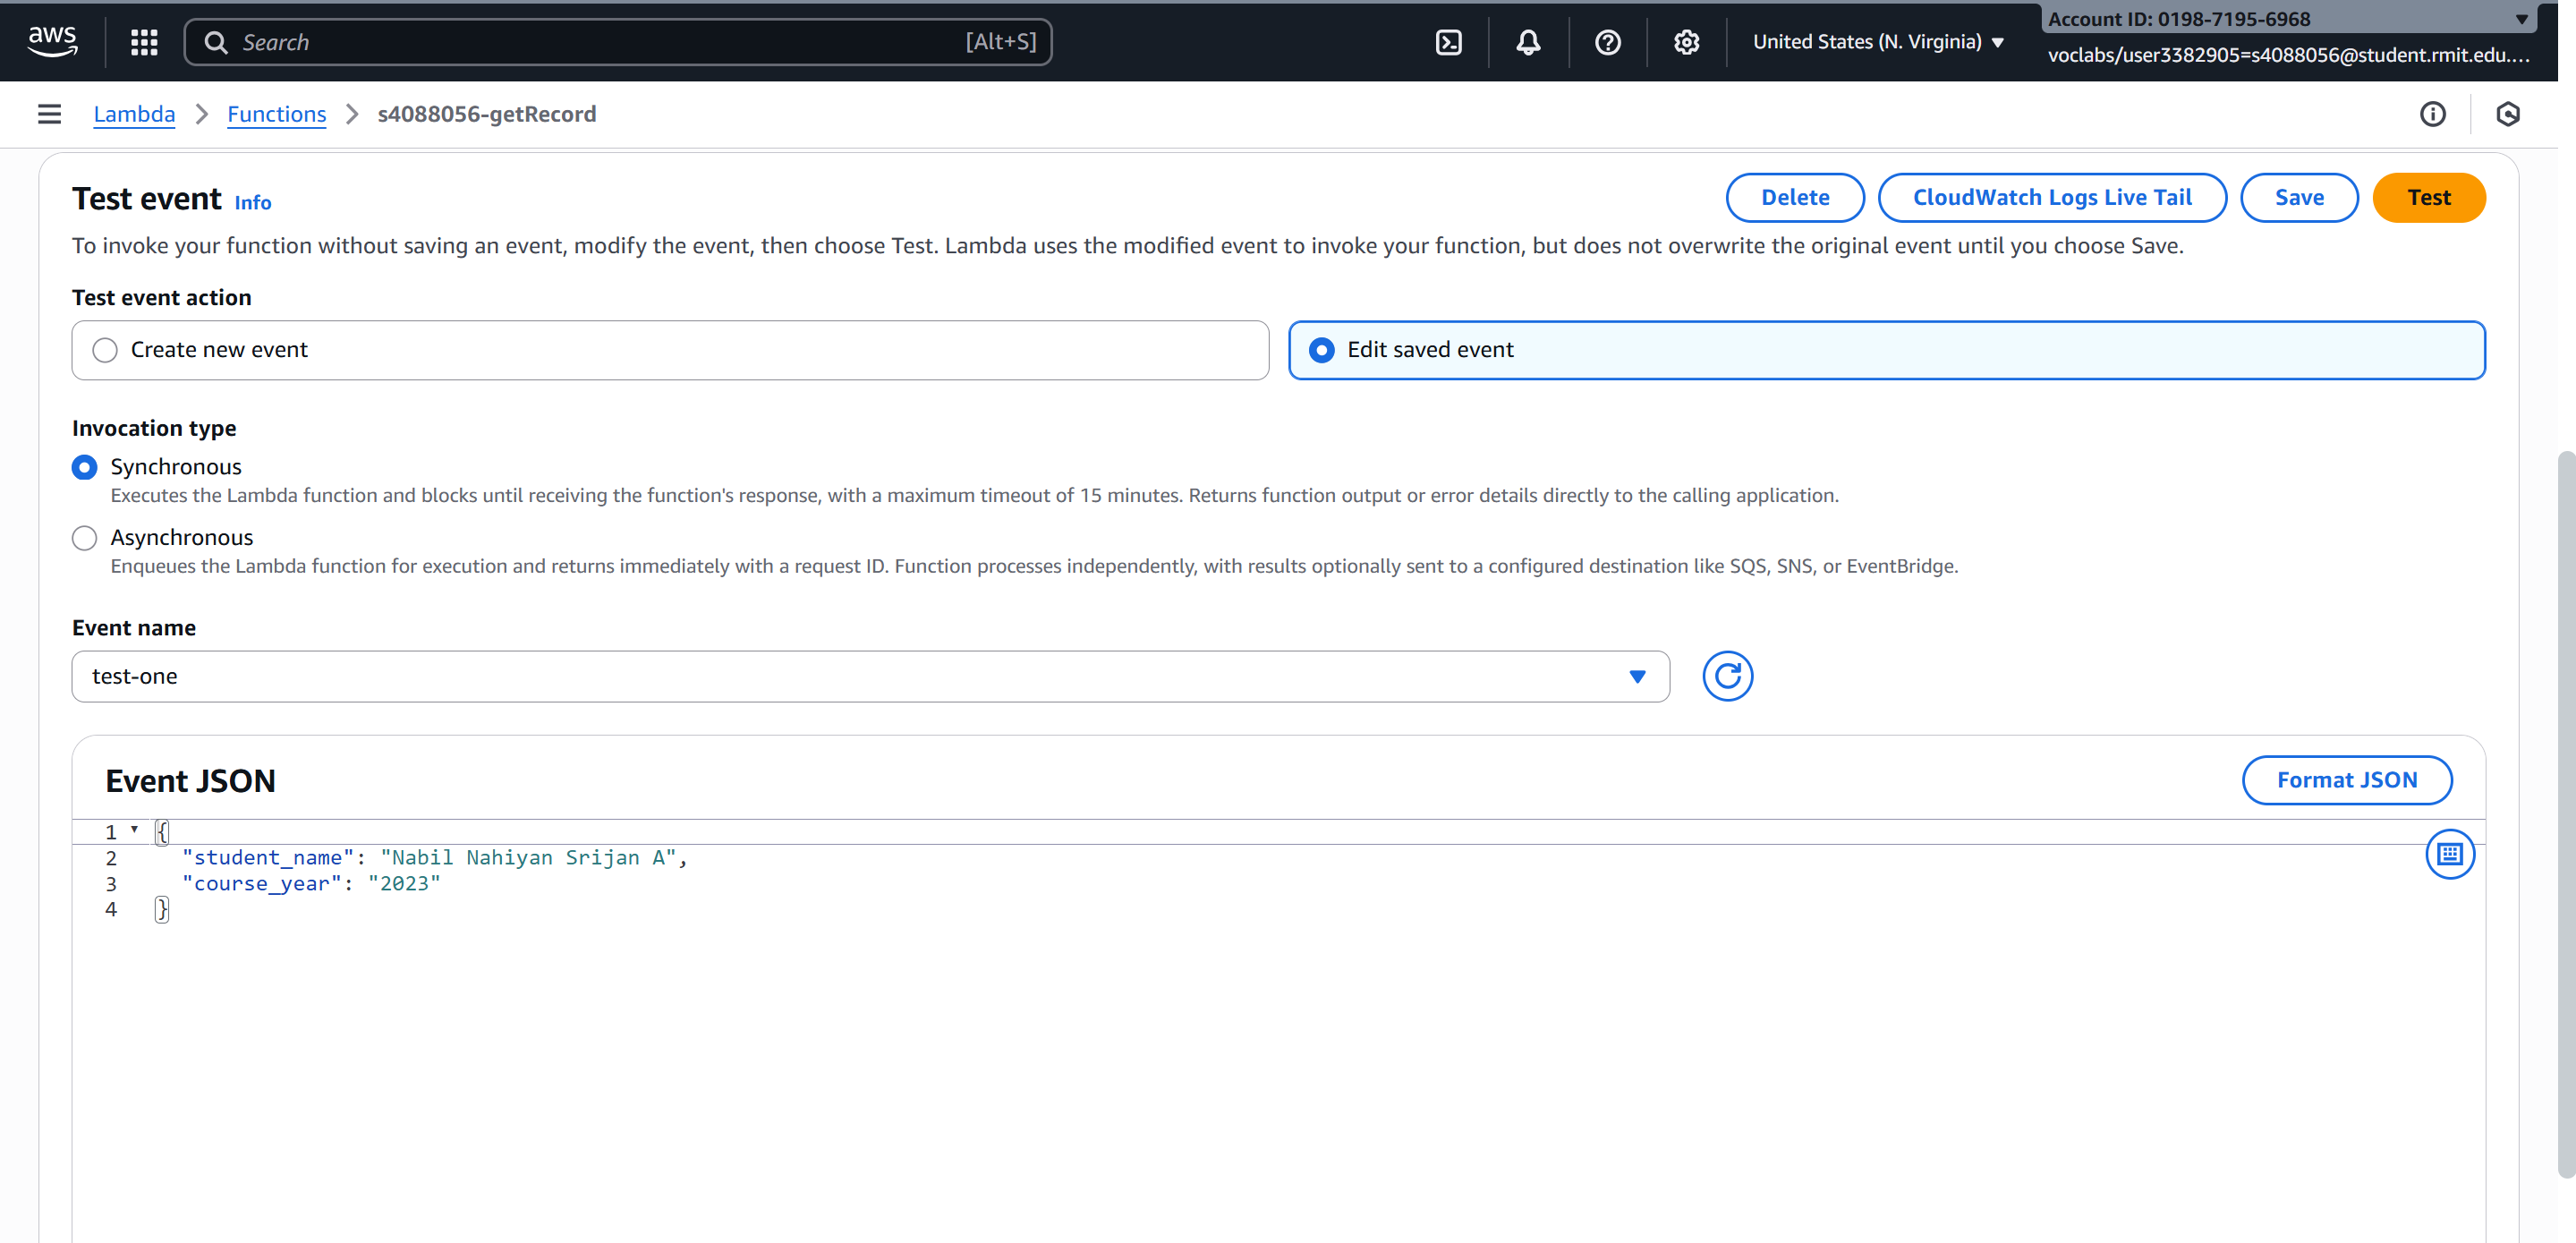 aws
Search [Alt+S]
United States (N. Virginia)
Account ID: 0198-7195-6968
voclabs/user3382905=s4088056@student.rmit.edu....
Lambda > Functions > s4088056-getRecord
Test event Info
Delete
CloudWatch Logs Live Tail
Save
Test
To invoke your function without saving an event, modify the event, then choose Test. Lambda uses the modified event to invoke your function, but does not overwrite the original event until you choose Save.
Test event action
Create new event
Edit saved event
Invocation type
Synchronous
Executes the Lambda function and blocks until receiving the function's response, with a maximum timeout of 15 minutes. Returns function output or error details directly to the calling application.
Asynchronous
Enqueues the Lambda function for execution and returns immediately with a request ID. Function processes independently, with results optionally sent to a configured destination like SQS, SNS, or EventBridge.
Event name
test-one
Event JSON
Format JSON
1 {
2 "student_name": "Nabil Nahiyan Srijan A",
3 "course_year": "2023"
4 }